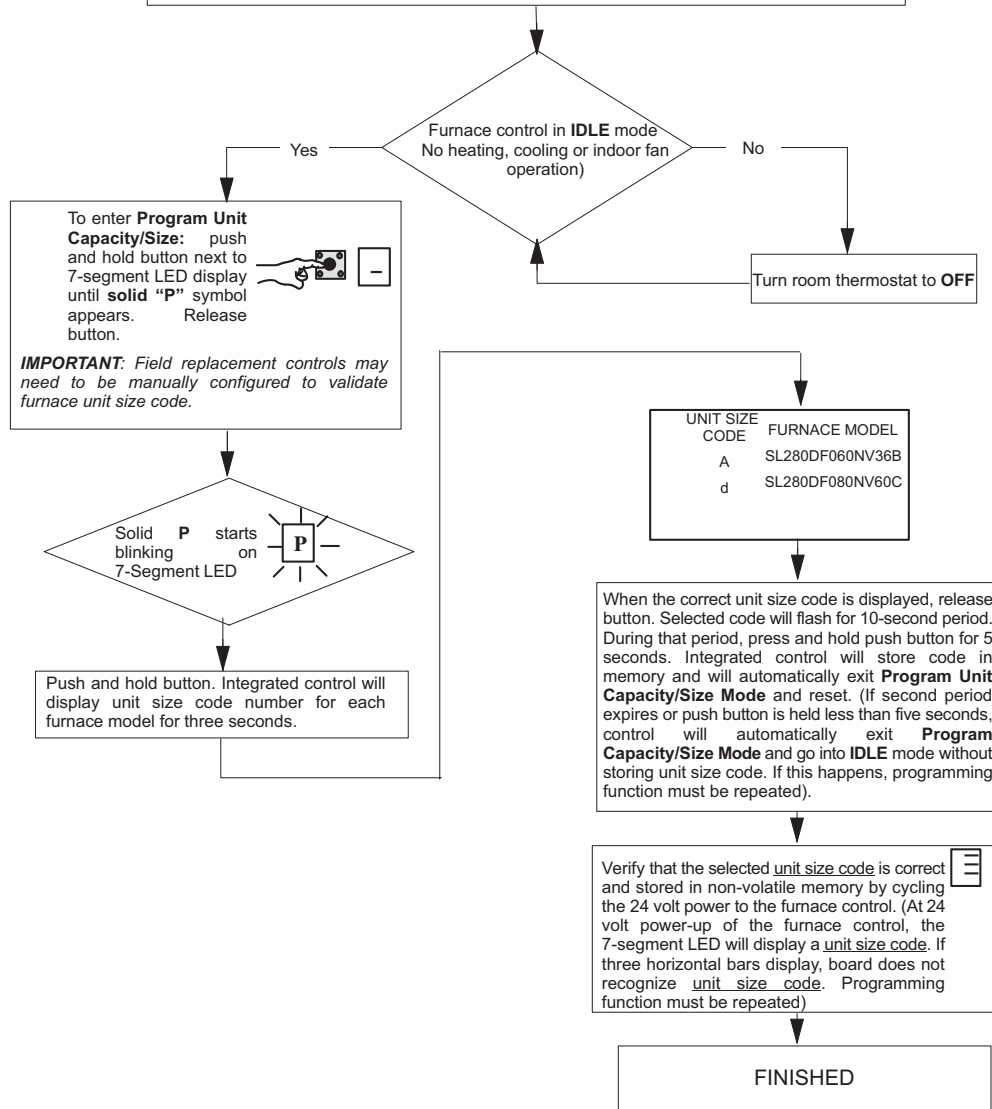 Furnace control in IDLE mode
No heating, cooling or indoor fan
operation)
Yes
No
To enter Program Unit
Capacity/Size: push
and hold button next to
7-segment LED display
until solid “P” symbol
appears. Release
button.
IMPORTANT: Field replacement controls may
need to be manually configured to validate
furnace unit size code.
Turn room thermostat to OFF
Solid P starts
blinking on
7-Segment LED
P
Push and hold button. Integrated control will
display unit size code number for each
furnace model for three seconds.
UNIT SIZE
CODE
FURNACE MODEL
A SL280DF060NV36B
d SL280DF080NV60C
When the correct unit size code is displayed, release
button. Selected code will flash for 10-second period.
During that period, press and hold push button for 5
seconds. Integrated control will store code in
memory and will automatically exit Program Unit
Capacity/Size Mode and reset. (If second period
expires or push button is held less than five seconds,
control will automatically exit Program
Capacity/Size Mode and go into IDLE mode without
storing unit size code. If this happens, programming
function must be repeated).
Verify that the selected unit size code is correct
and stored in non-volatile memory by cycling
the 24 volt power to the furnace control. (At 24
volt power-up of the furnace control, the
7-segment LED will display a unit size code. If
three horizontal bars display, board does not
recognize unit size code. Programming
function must be repeated)
FINISHED